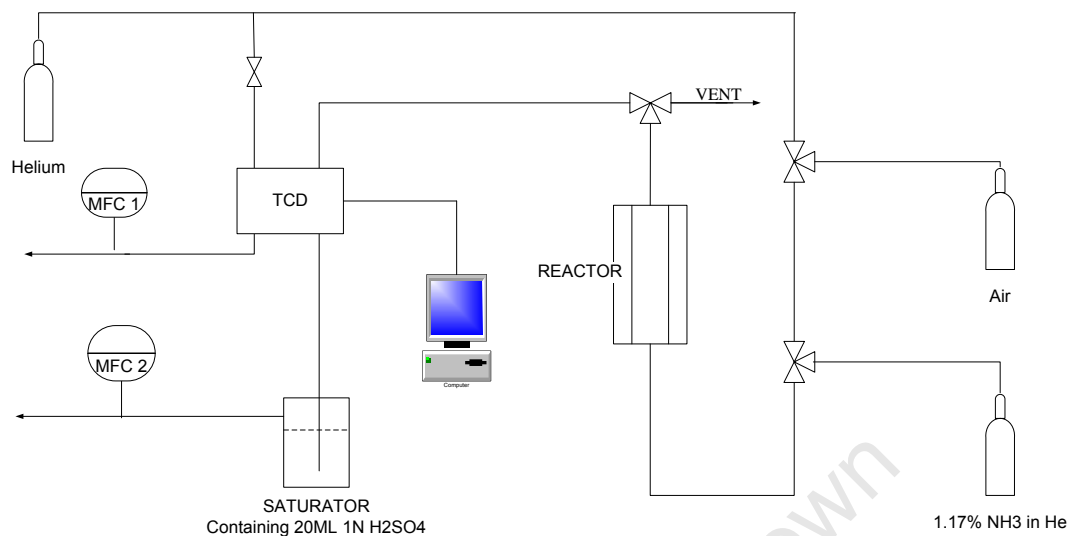 VENT
Helium
MFC 1
TCD
REACTOR
Air
MFC 2
Computer
SATURATOR
Containing 20ML 1N H2SO4
1.17% NH3 in He
own